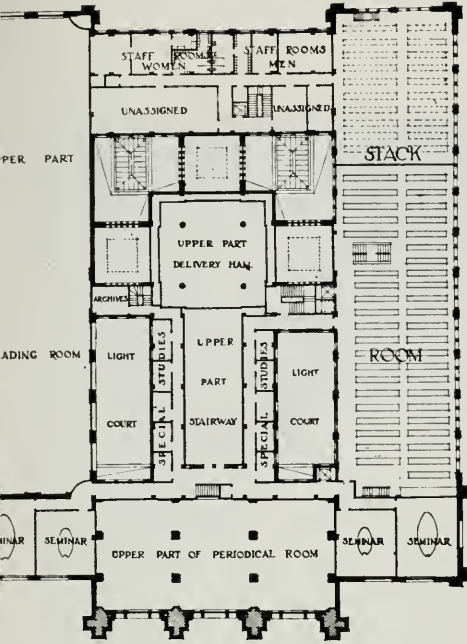 STAFF ROOMS
WOMEN
STAFF ROOMS
MEN
UNASSIGNED
UNASSIGNED
PER PART
STACK
UPPER PART
DELIVERY HALL
ARCHIVES
ADING ROOM
LIGHT
COURT
SPECIAL STUDIES
UPPER
PART
STAIRWAY
SPECIAL STUDIES
LIGHT
COURT
ROOM
INAR
SEMINAR
UPPER PART OF PERIODICAL ROOM
SEMINAR
SEMINAR